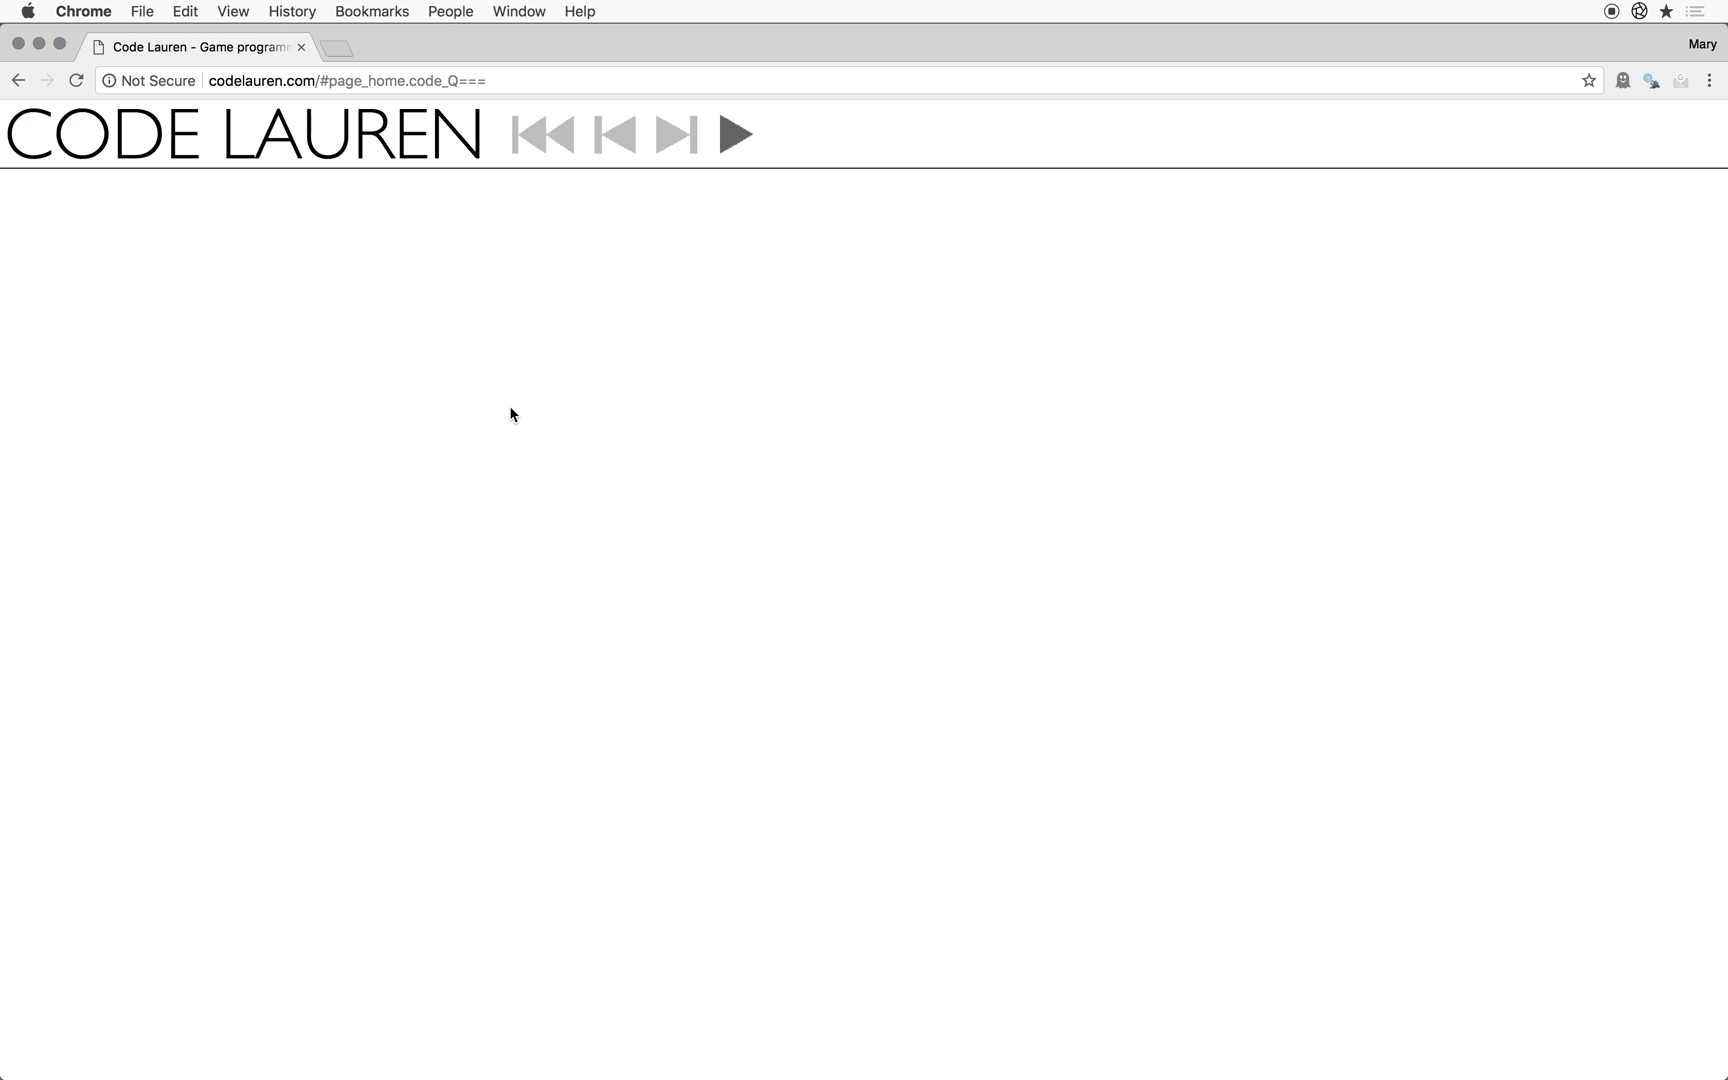 Chrome File Edit View History Bookmarks People Window Help
Code Lauren - Game program
Mary
Not Secure codelauren.com/#page_home.code_Q===
CODE LAUREN